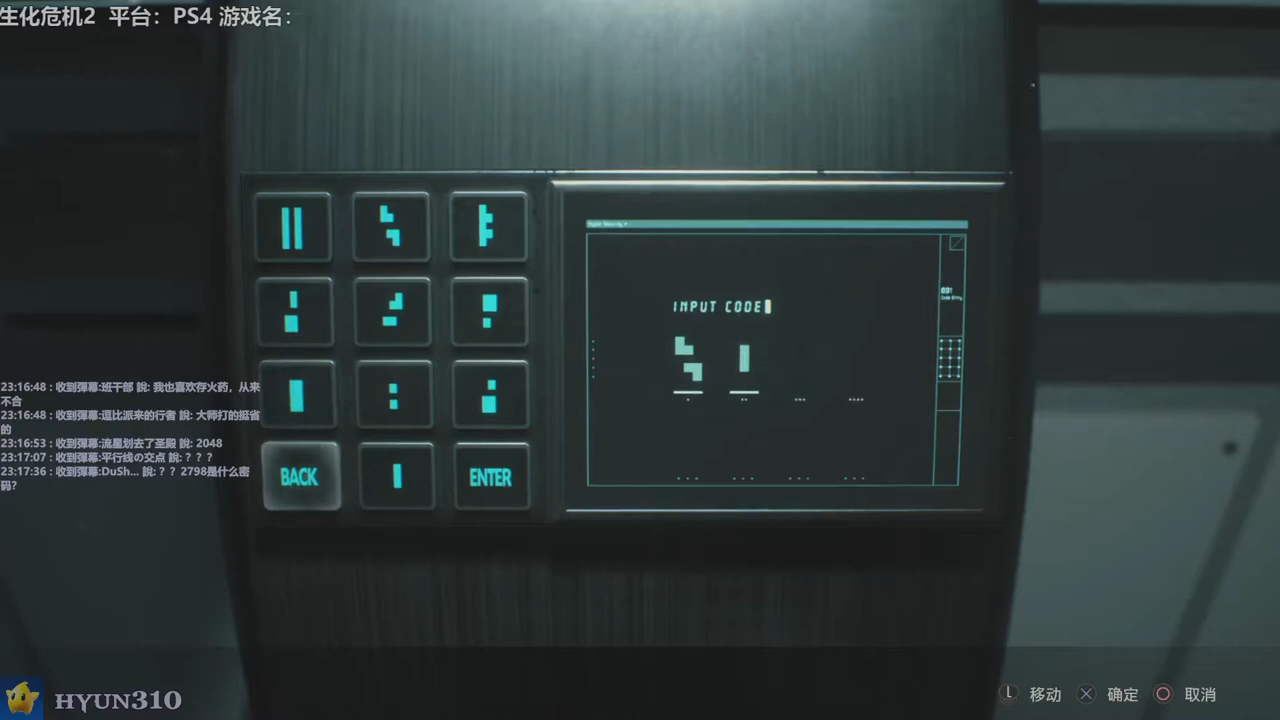 生化危机2 平台：PS4 游戏名：
INPUT CODE
001
Code Entry
23:16:48 : 收到弹幕:班干部 說: 我也喜欢存火药，从来
不合
23:16:48 : 收到弹幕:逗比派来的行者 說: 大师打的挺省
的
23:16:53 : 收到弹幕:流星划去了圣殿 說: 2048
23:17:07 : 收到弹幕:平行线の交点 說: ? ? ?
23:17:36 : 收到弹幕:DuSh... 說: ? ? 2798是什么密
码?
BACK
ENTER
HYUN310
L 移动 确定 取消